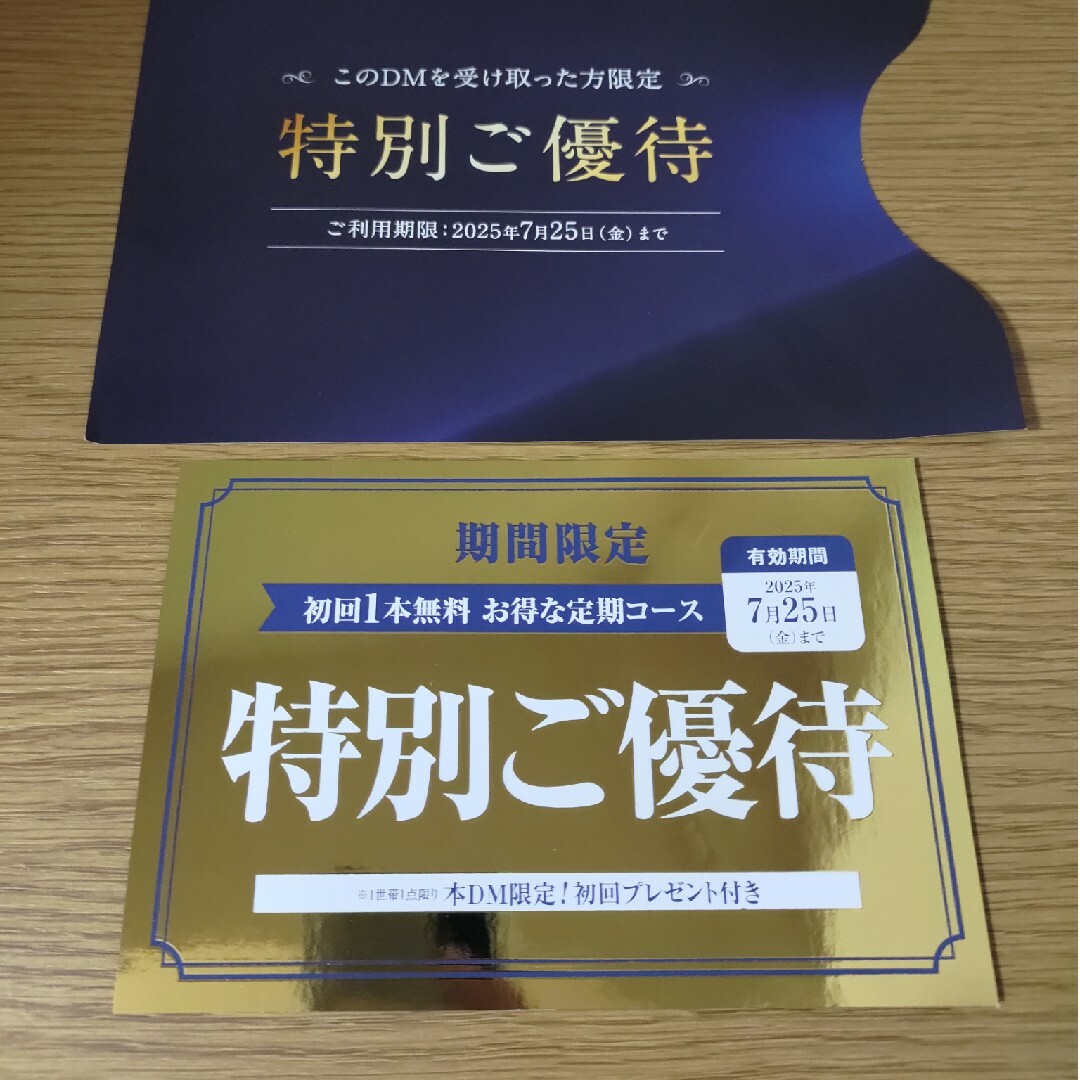 このDMを受け取った方限定
特別ご優待
ご利用期限：2025年7月25日（金）まで
期間限定
初回1本無料 お得な定期コース
有効期間
2025年
7月25日
（金）まで
特別ご優待
※1世帯1点限り 本DM限定！初回プレゼント付き